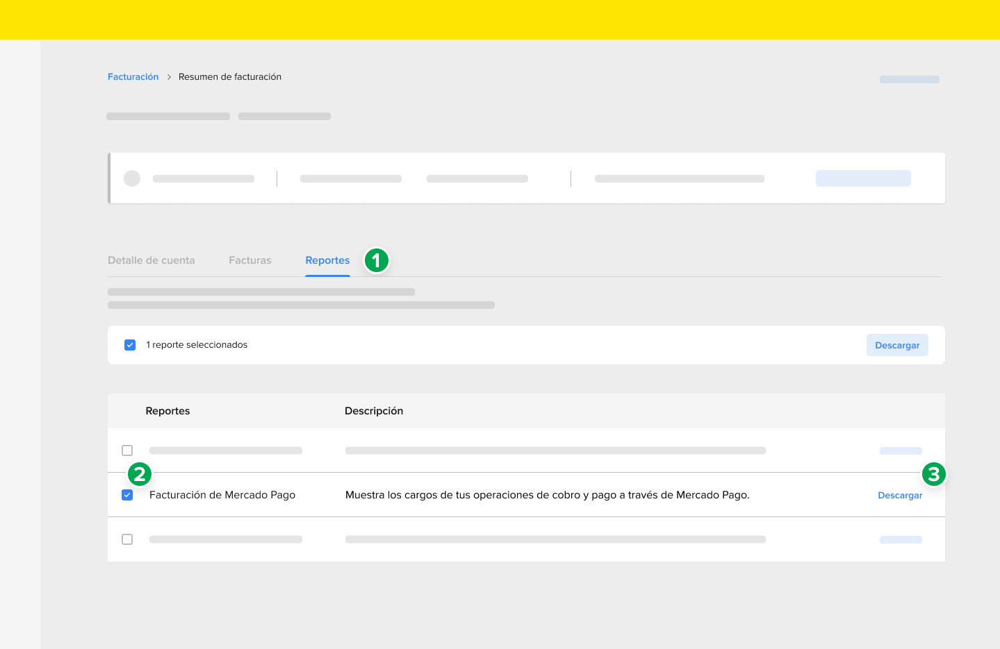 Facturación > Resumen de facturación
Detalle de cuenta Facturas Reportes 1
1 reporte seleccionados Descargar
Reportes Descripción
2 3
Facturación de Mercado Pago Muestra los cargos de tus operaciones de cobro y pago a través de Mercado Pago. Descargar